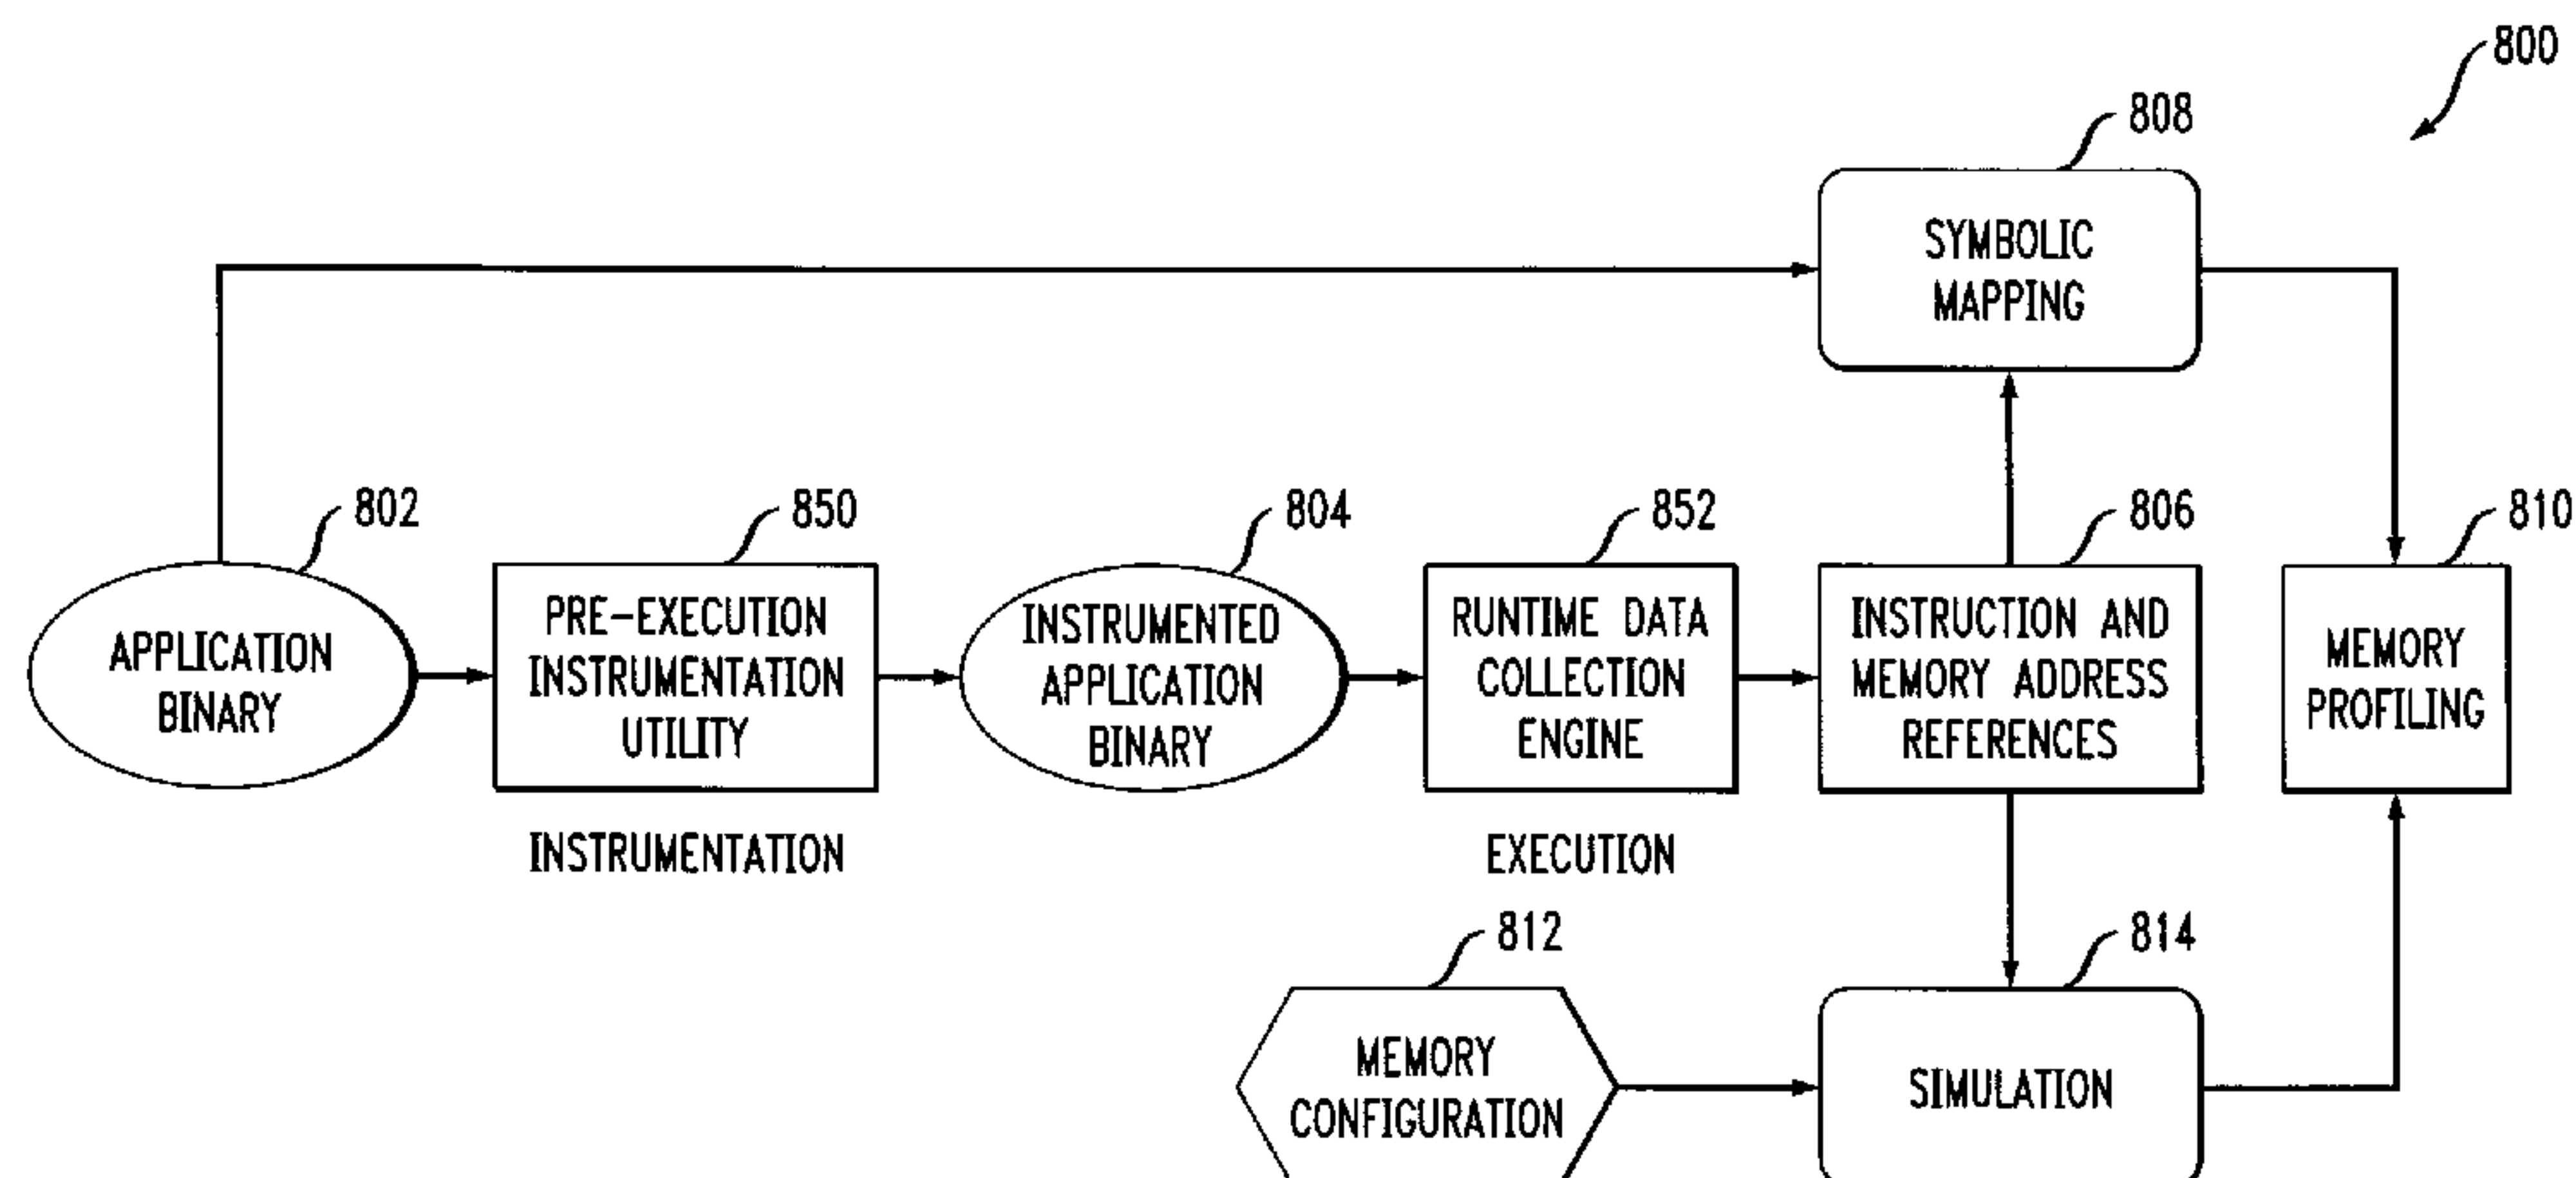 800
808
SYMBOLIC
MAPPING
802
850
804
852
806
810
APPLICATION
BINARY
PRE-EXECUTION
INSTRUMENTATION
UTILITY
INSTRUMENTED
APPLICATION
BINARY
RUNTIME DATA
COLLECTION
ENGINE
INSTRUCTION AND
MEMORY ADDRESS
REFERENCES
MEMORY
PROFILING
INSTRUMENTATION
EXECUTION
812
814
MEMORY
CONFIGURATION
SIMULATION